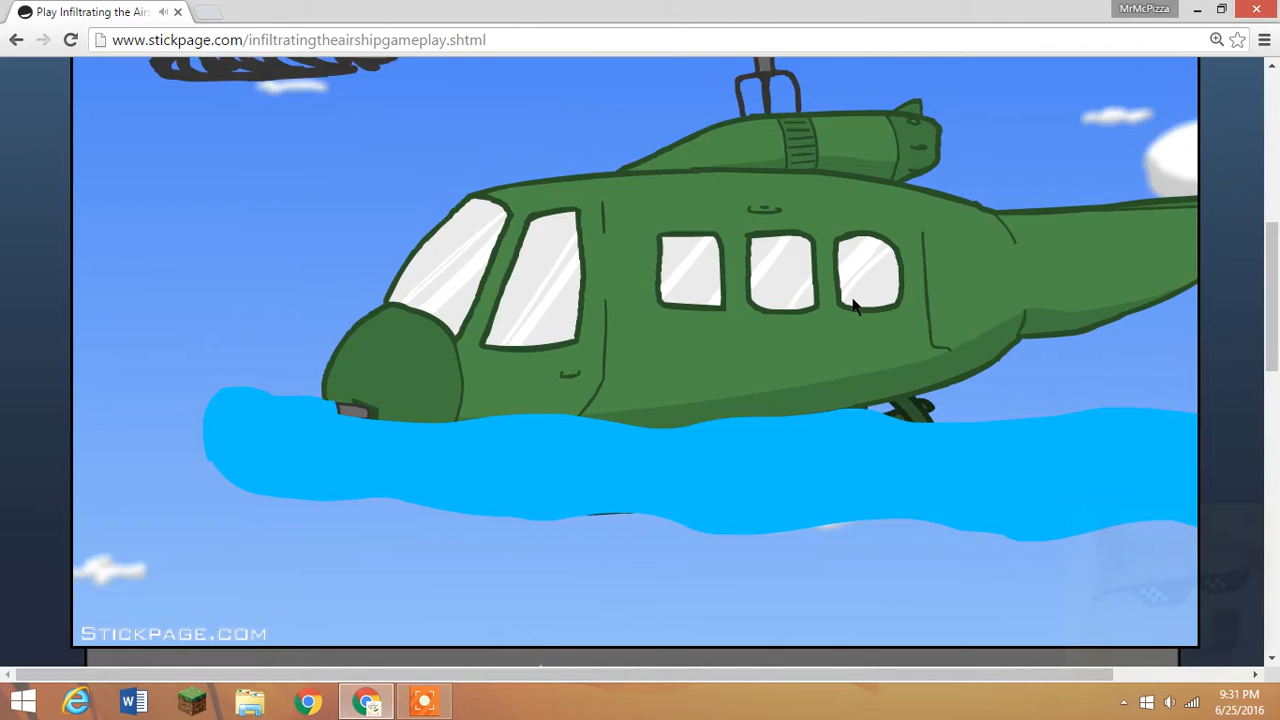 Play Infiltrating the Air
MrMcPizza
www.stickpage.com/infiltratingtheairshipgameplay.shtml
STICKPAGE.COM
9:31 PM
6/25/2016